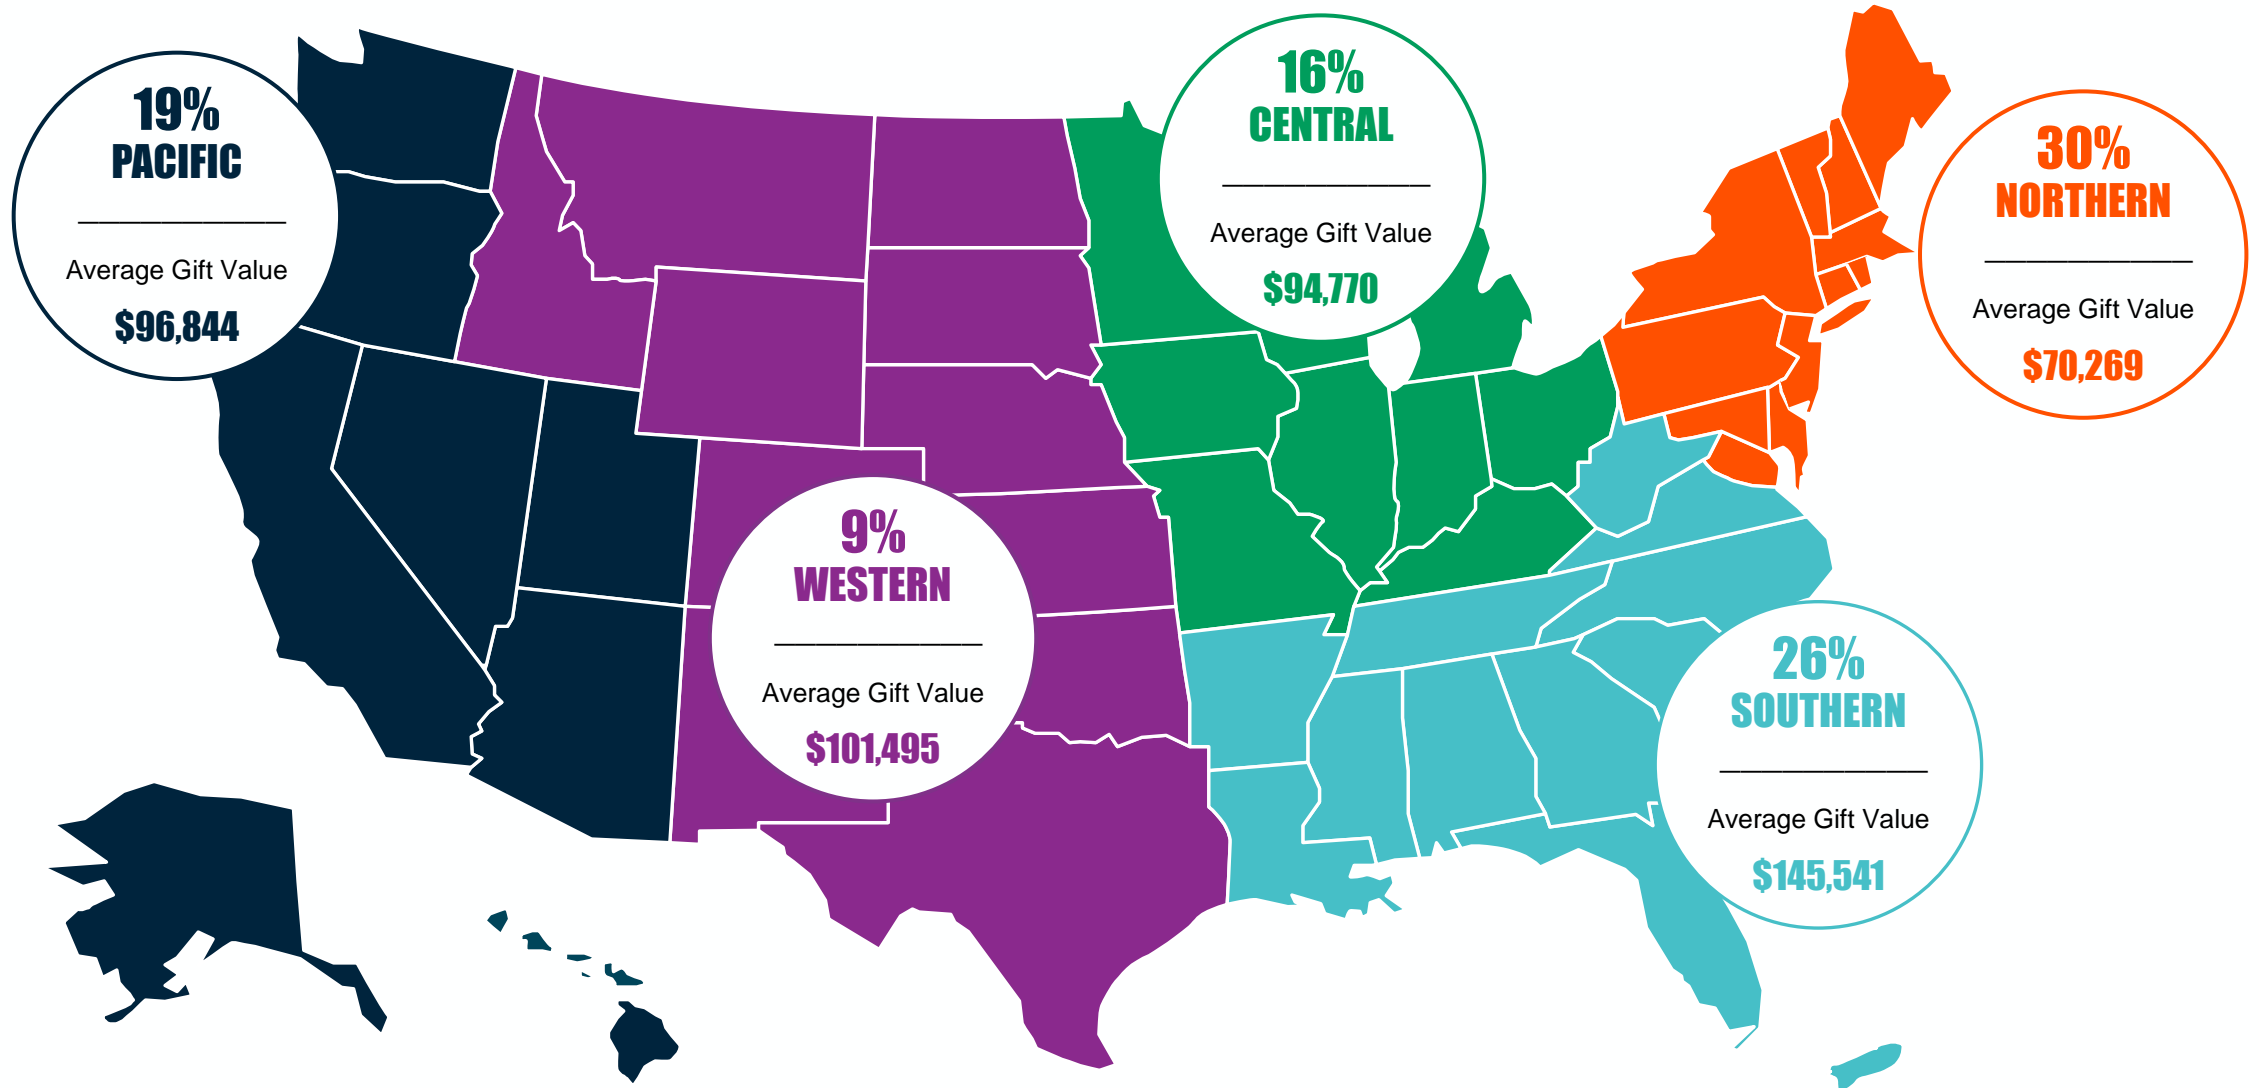 19%
PACIFIC
Average Gift Value
$96,844
16%
CENTRAL
Average Gift Value
$94,770
30%
NORTHERN
Average Gift Value
$70,269
9%
WESTERN
Average Gift Value
$101,495
26%
SOUTHERN
Average Gift Value
$145,541